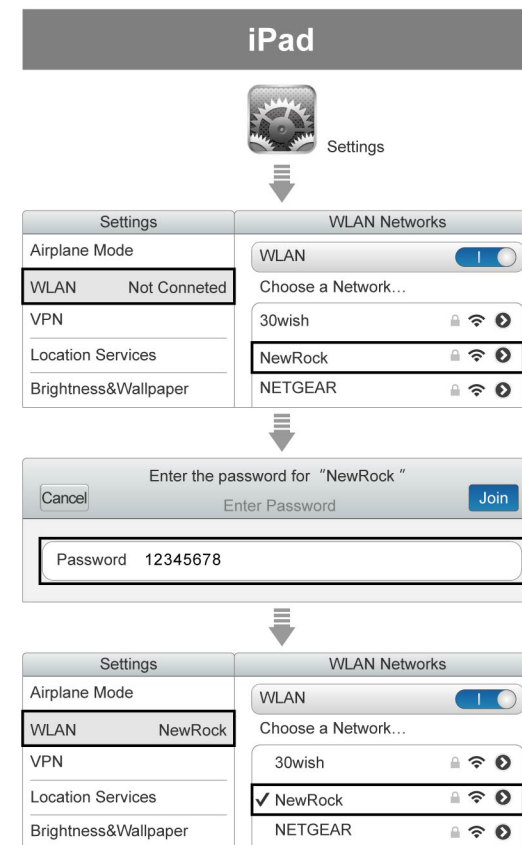 iPad
Settings
Settings
WLAN Networks
Airplane Mode
WLAN
WLAN Not Conneted
Choose a Network...
VPN
30wish
Location Services
NewRock
Brightness&Wallpaper
NETGEAR
Enter the password for "NewRock"
Cancel
Enter Password
Join
Password 12345678
Settings
WLAN Networks
Airplane Mode
WLAN
WLAN NewRock
Choose a Network...
VPN
30wish
Location Services
✓ NewRock
Brightness&Wallpaper
NETGEAR